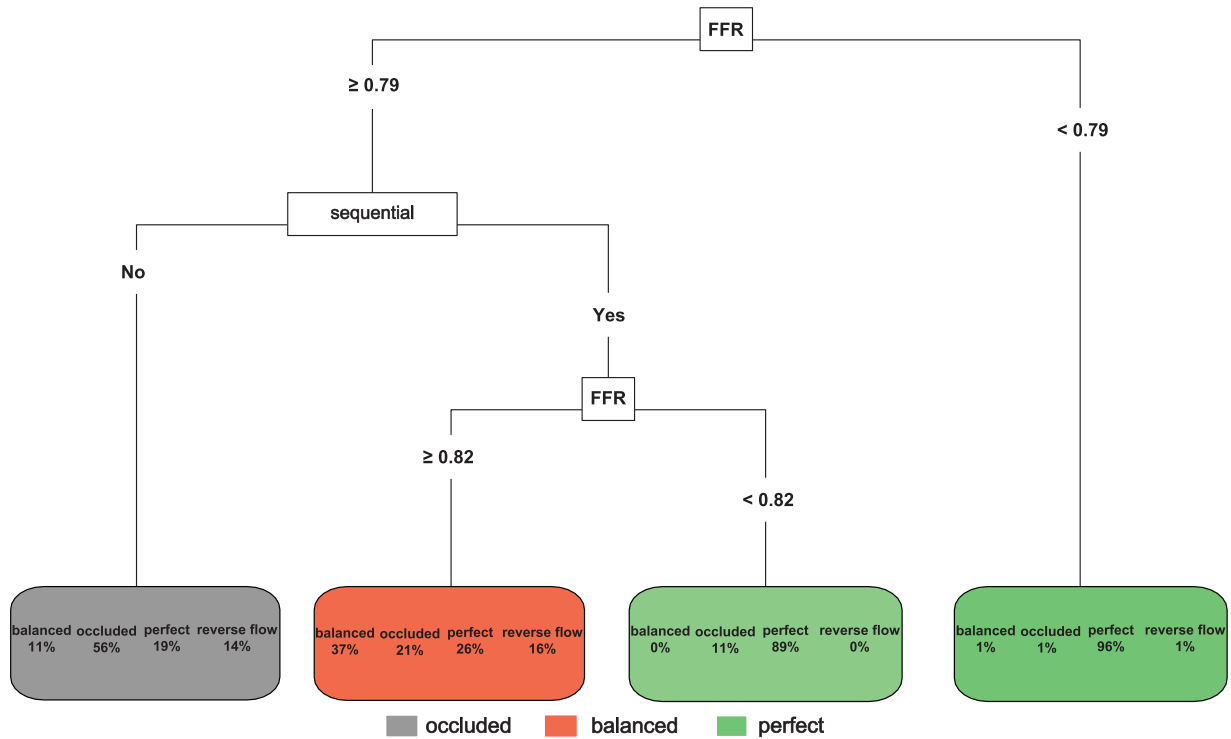 FFR
≥ 0.79
< 0.79
sequential
No
Yes
FFR
≥ 0.82
< 0.82
balanced occluded perfect reverse flow
11% 56% 19% 14%
balanced occluded perfect reverse flow
37% 21% 26% 16%
balanced occluded perfect reverse flow
0% 11% 89% 0%
balanced occluded perfect reverse flow
1% 1% 96% 1%
occluded balanced perfect